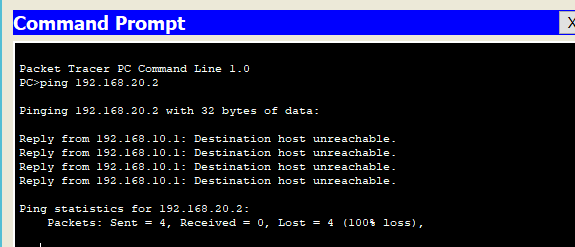 Command Prompt
X
Packet Tracer PC Command Line 1.0
PC>ping 192.168.20.2
Pinging 192.168.20.2 with 32 bytes of data:
Reply from 192.168.10.1: Destination host unreachable.
Reply from 192.168.10.1: Destination host unreachable.
Reply from 192.168.10.1: Destination host unreachable.
Reply from 192.168.10.1: Destination host unreachable.
Ping statistics for 192.168.20.2:
Packets: Sent = 4, Received = 0, Lost = 4 (100% loss),